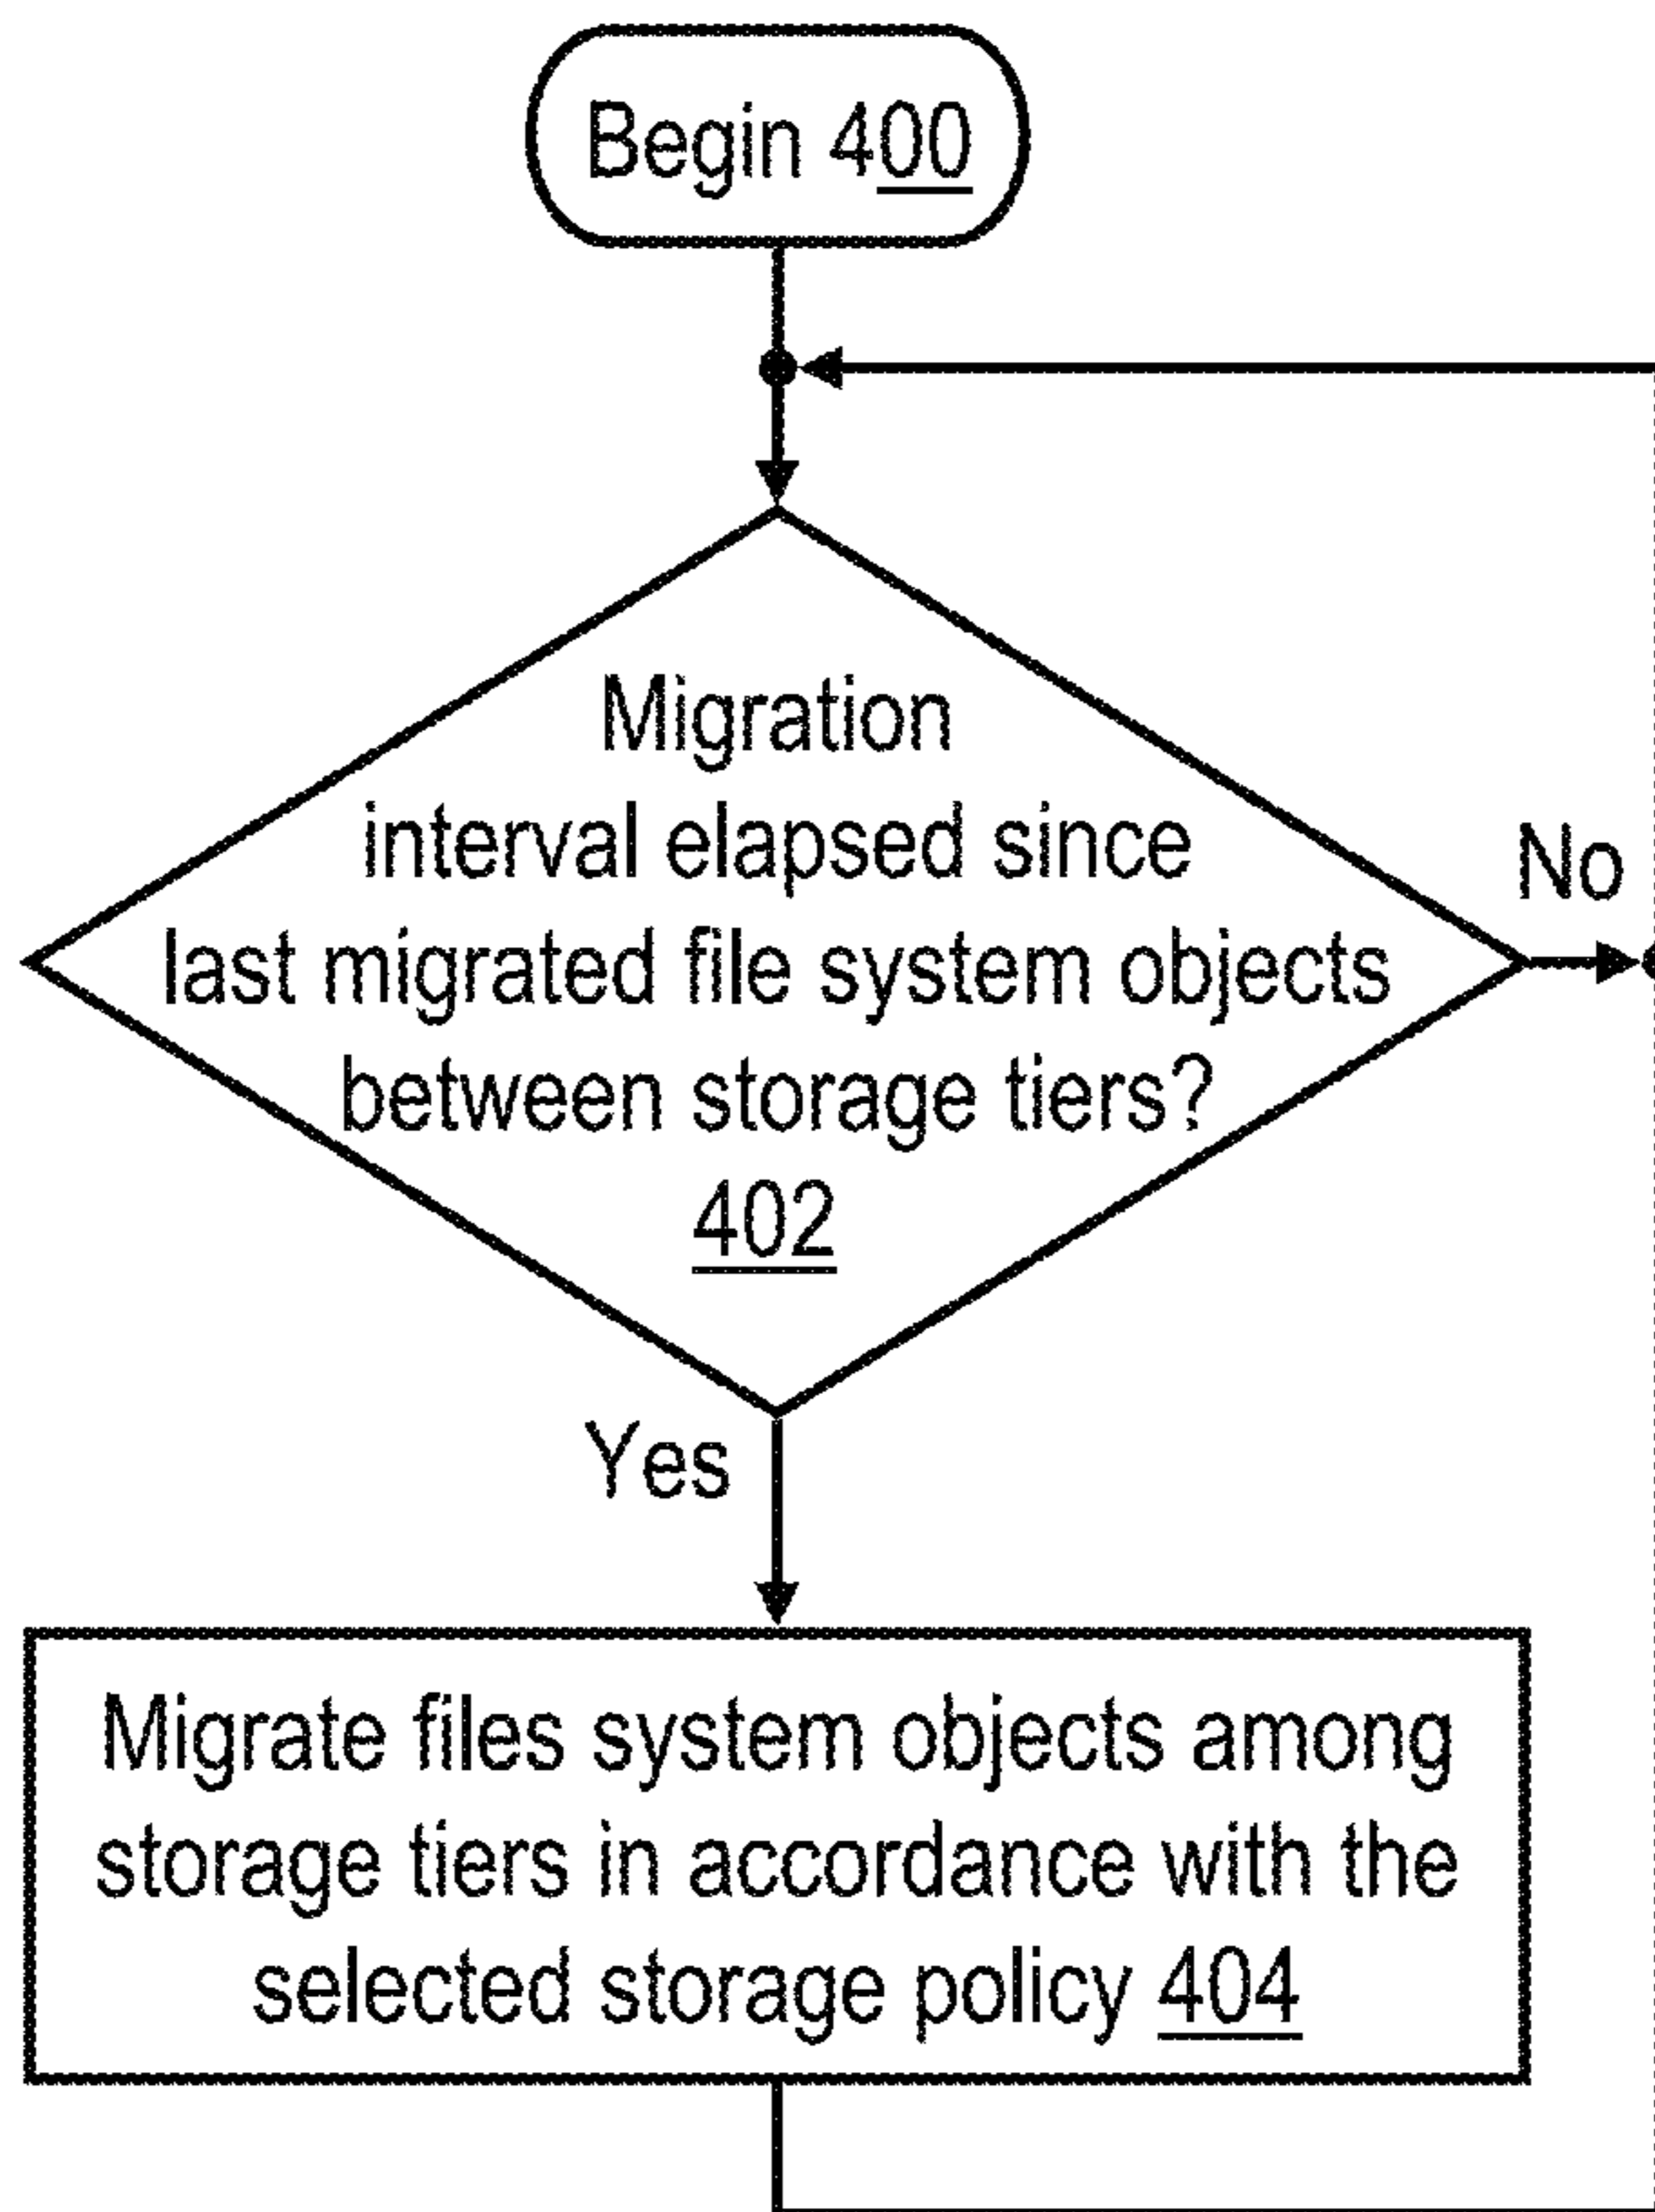 Begin 400
Migration
interval elapsed since
last migrated file system objects
between storage tiers?
402
No
Yes
Migrate files system objects among
storage tiers in accordance with the
selected storage policy 404